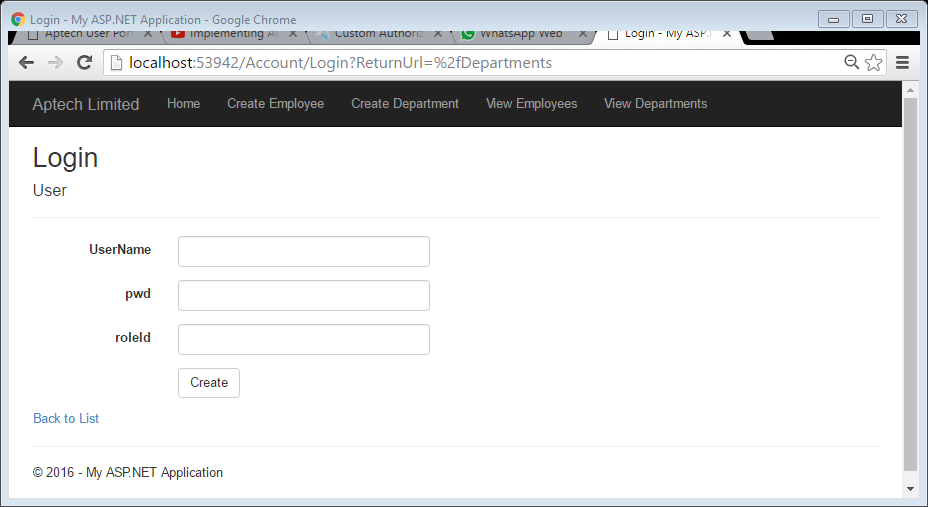 Login - My ASP.NET Application - Google Chrome
Aptech User Port
Implementing A
Custom Authoriz
WhatsApp Web
Login - My ASP.
localhost:53942/Account/Login?ReturnUrl=%2fDepartments
Aptech Limited Home Create Employee Create Department View Employees View Departments
Login
User
UserName
pwd
roleId
Create
Back to List
© 2016 - My ASP.NET Application